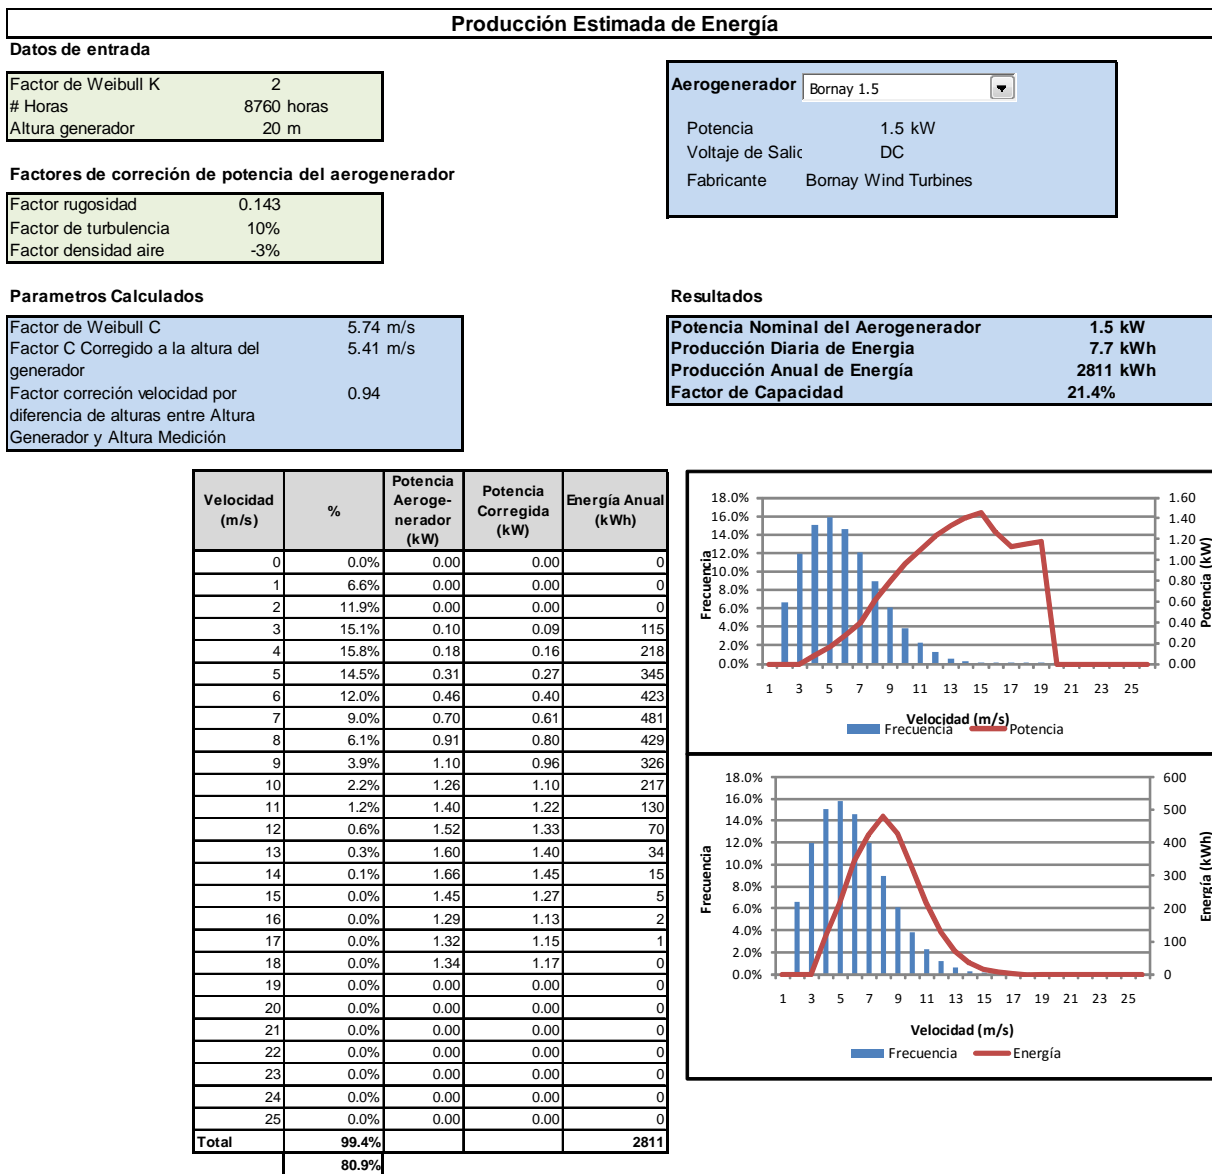 Producción Estimada de Energía
Datos de entrada
Factor de Weibull K 2
# Horas 8760 horas
Altura generador 20 m
Aerogenerador Bornay 1.5
Potencia 1.5 kW
Voltaje de Salic DC
Fabricante Bornay Wind Turbines
Factores de correción de potencia del aerogenerador
Factor rugosidad 0.143
Factor de turbulencia 10%
Factor densidad aire -3%
Parametros Calculados
Factor de Weibull C 5.74 m/s
Factor C Corregido a la altura del 5.41 m/s
generador
Factor correción velocidad por 0.94
diferencia de alturas entre Altura
Generador y Altura Medición
Resultados
Potencia Nominal del Aerogenerador 1.5 kW
Producción Diaria de Energia 7.7 kWh
Producción Anual de Energía 2811 kWh
Factor de Capacidad 21.4%
Velocidad (m/s) % Potencia Aeroge-nerador (kW) Potencia Corregida (kW) Energía Anual (kWh)
0 0.0% 0.00 0.00 0
1 6.6% 0.00 0.00 0
2 11.9% 0.00 0.00 0
3 15.1% 0.10 0.09 115
4 15.8% 0.18 0.16 218
5 14.5% 0.31 0.27 345
6 12.0% 0.46 0.40 423
7 9.0% 0.70 0.61 481
8 6.1% 0.91 0.80 429
9 3.9% 1.10 0.96 326
10 2.2% 1.26 1.10 217
11 1.2% 1.40 1.22 130
12 0.6% 1.52 1.33 70
13 0.3% 1.60 1.40 34
14 0.1% 1.66 1.45 15
15 0.0% 1.45 1.27 5
16 0.0% 1.29 1.13 2
17 0.0% 1.32 1.15 1
18 0.0% 1.34 1.17 0
19 0.0% 0.00 0.00 0
20 0.0% 0.00 0.00 0
21 0.0% 0.00 0.00 0
22 0.0% 0.00 0.00 0
23 0.0% 0.00 0.00 0
24 0.0% 0.00 0.00 0
25 0.0% 0.00 0.00 0
Total 99.4% 2811
80.9%
18.0% 1.60
16.0% 1.40
14.0% 1.20
12.0% 1.00
10.0% 0.80
8.0% 0.60
6.0% 0.40
4.0% 0.20
2.0% 0.00
0.0%
Frecuencia
Potencia (kW)
1 3 5 7 9 11 13 15 17 19 21 23 25
Velocidad (m/s)
Frecuencia Potencia
18.0% 600
16.0% 500
14.0% 400
12.0% 300
10.0% 200
8.0% 100
6.0% 0
4.0%
2.0%
0.0%
Frecuencia
Energía (kWh)
1 3 5 7 9 11 13 15 17 19 21 23 25
Velocidad (m/s)
Frecuencia Energía